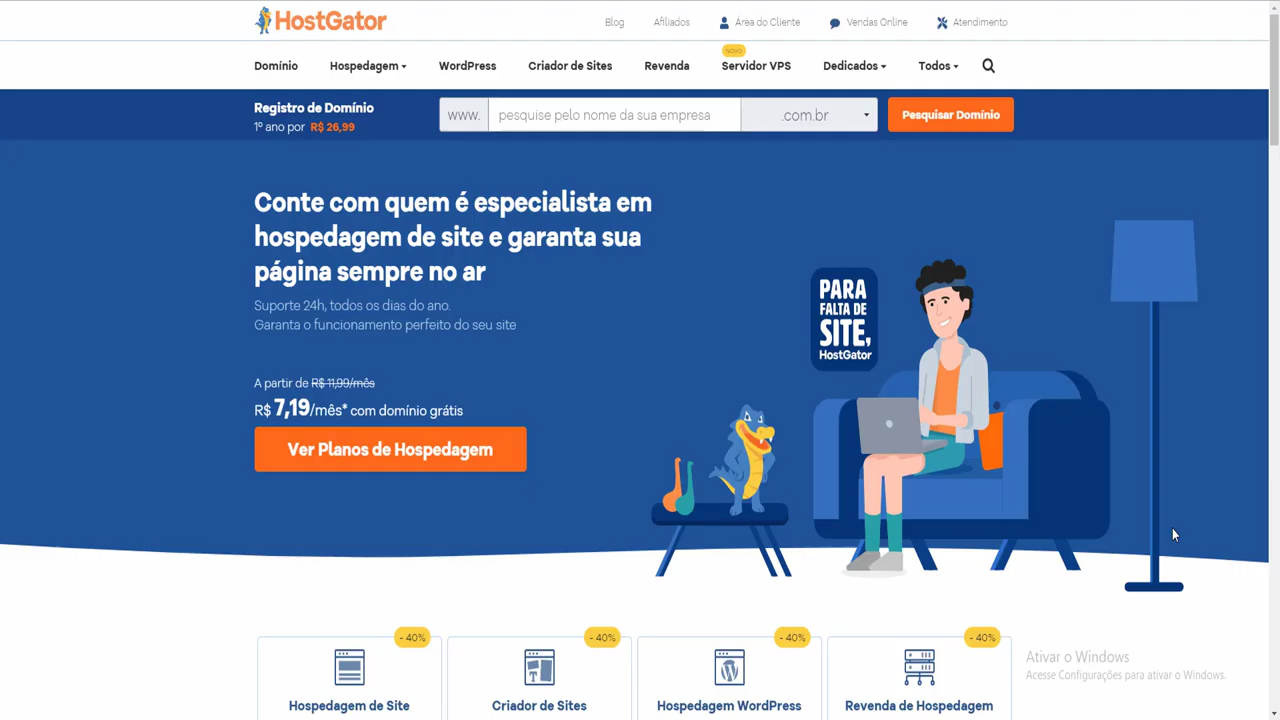 HostGator
Blog
Afiliados
Área do Cliente
Vendas Online
Atendimento
NOVO
Domínio
Hospedagem
WordPress
Criador de Sites
Revenda
Servidor VPS
Dedicados
Todos
Registro de Domínio
1º ano por R$ 26,99
www.
pesquise pelo nome da sua empresa
.com.br
Pesquisar Domínio
Conte com quem é especialista em
hospedagem de site e garanta sua
página sempre no ar
Suporte 24h, todos os dias do ano.
Garanta o funcionamento perfeito do seu site
A partir de R$ 11,99/mês
R$ 7,19/mês* com domínio grátis
Ver Planos de Hospedagem
PARA
FALTA DE
SITE,
HostGator
- 40%
- 40%
- 40%
- 40%
Hospedagem de Site
Criador de Sites
Hospedagem WordPress
Revenda de Hospedagem
Ativar o Windows
Acesse Configurações para ativar o Windows.